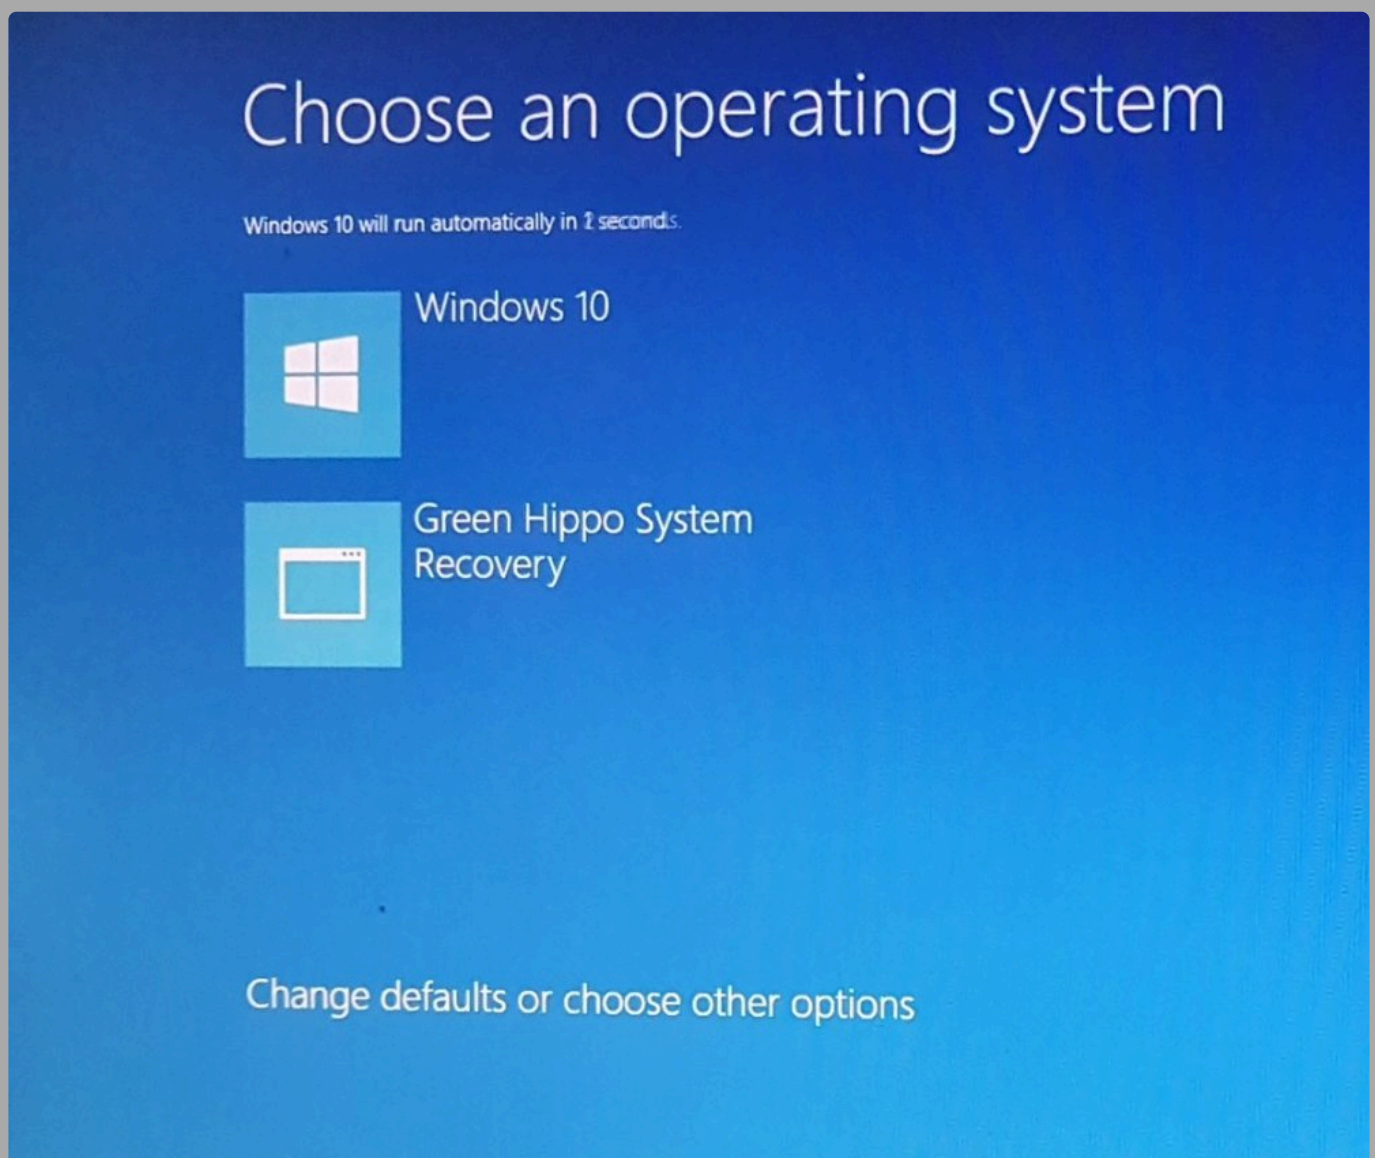 Choose an operating system
Windows 10 will run automatically in seconds.
Windows 10
Green Hippo System
Recovery
Change defaults or choose other options